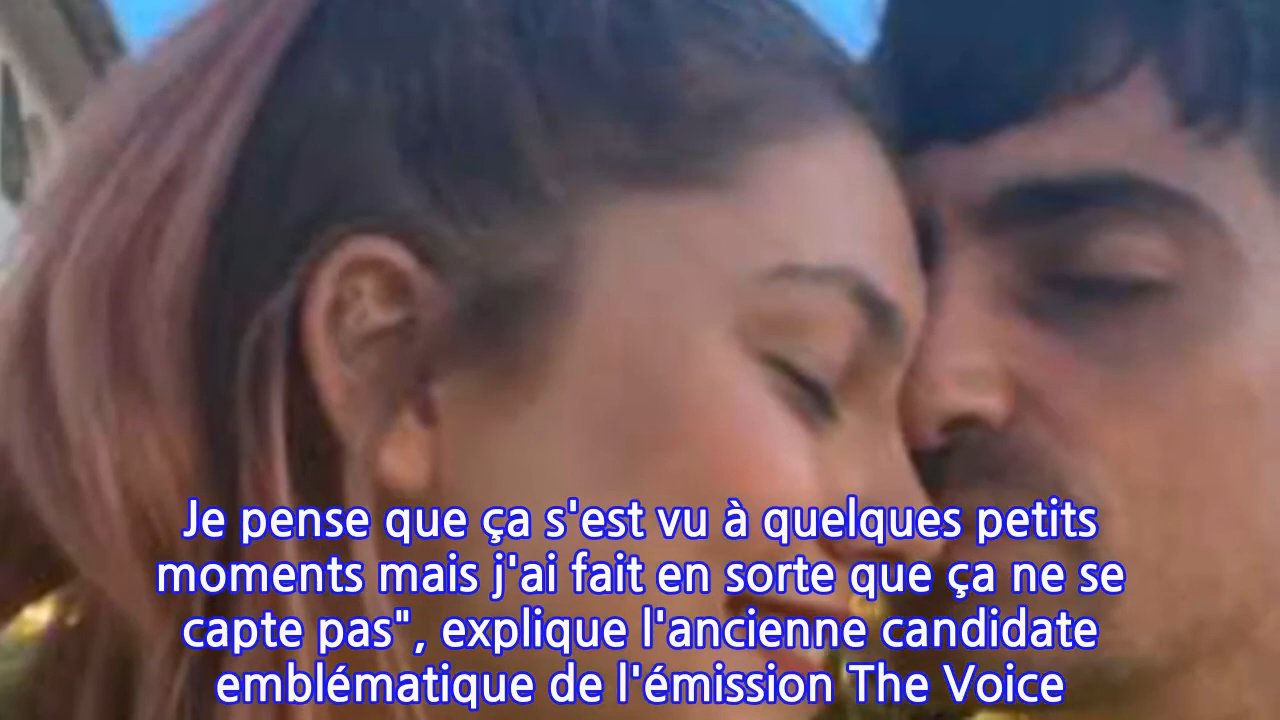 Je pense que ça s'est vu à quelques petits
moments mais j'ai fait en sorte que ça ne se
capte pas", explique l'ancienne candidate
emblématique de l'émission The Voice